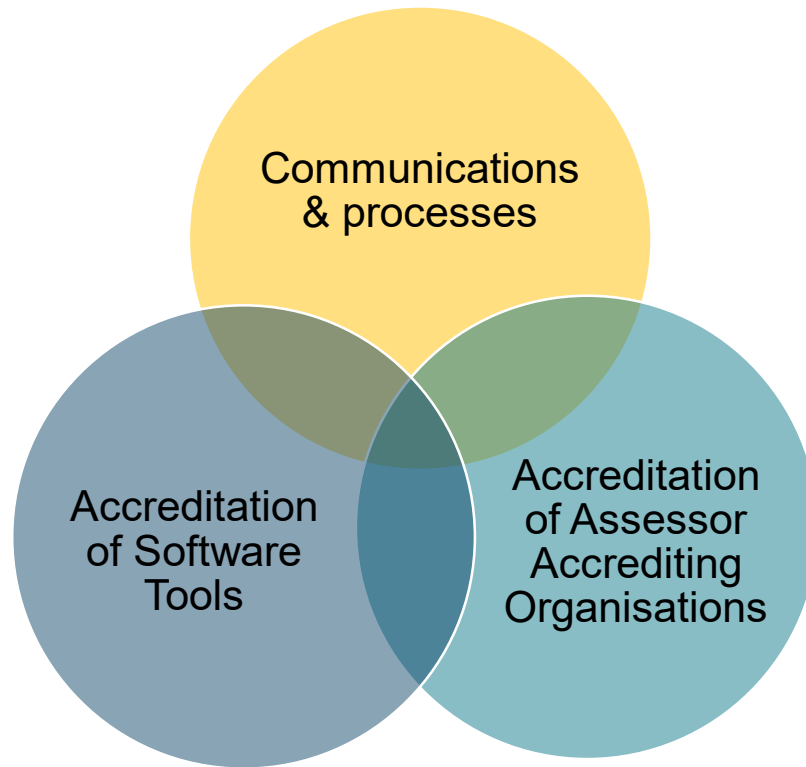 Communications
& processes
Accreditation
of Software
Tools
Accreditation
of Assessor
Accrediting
Organisations